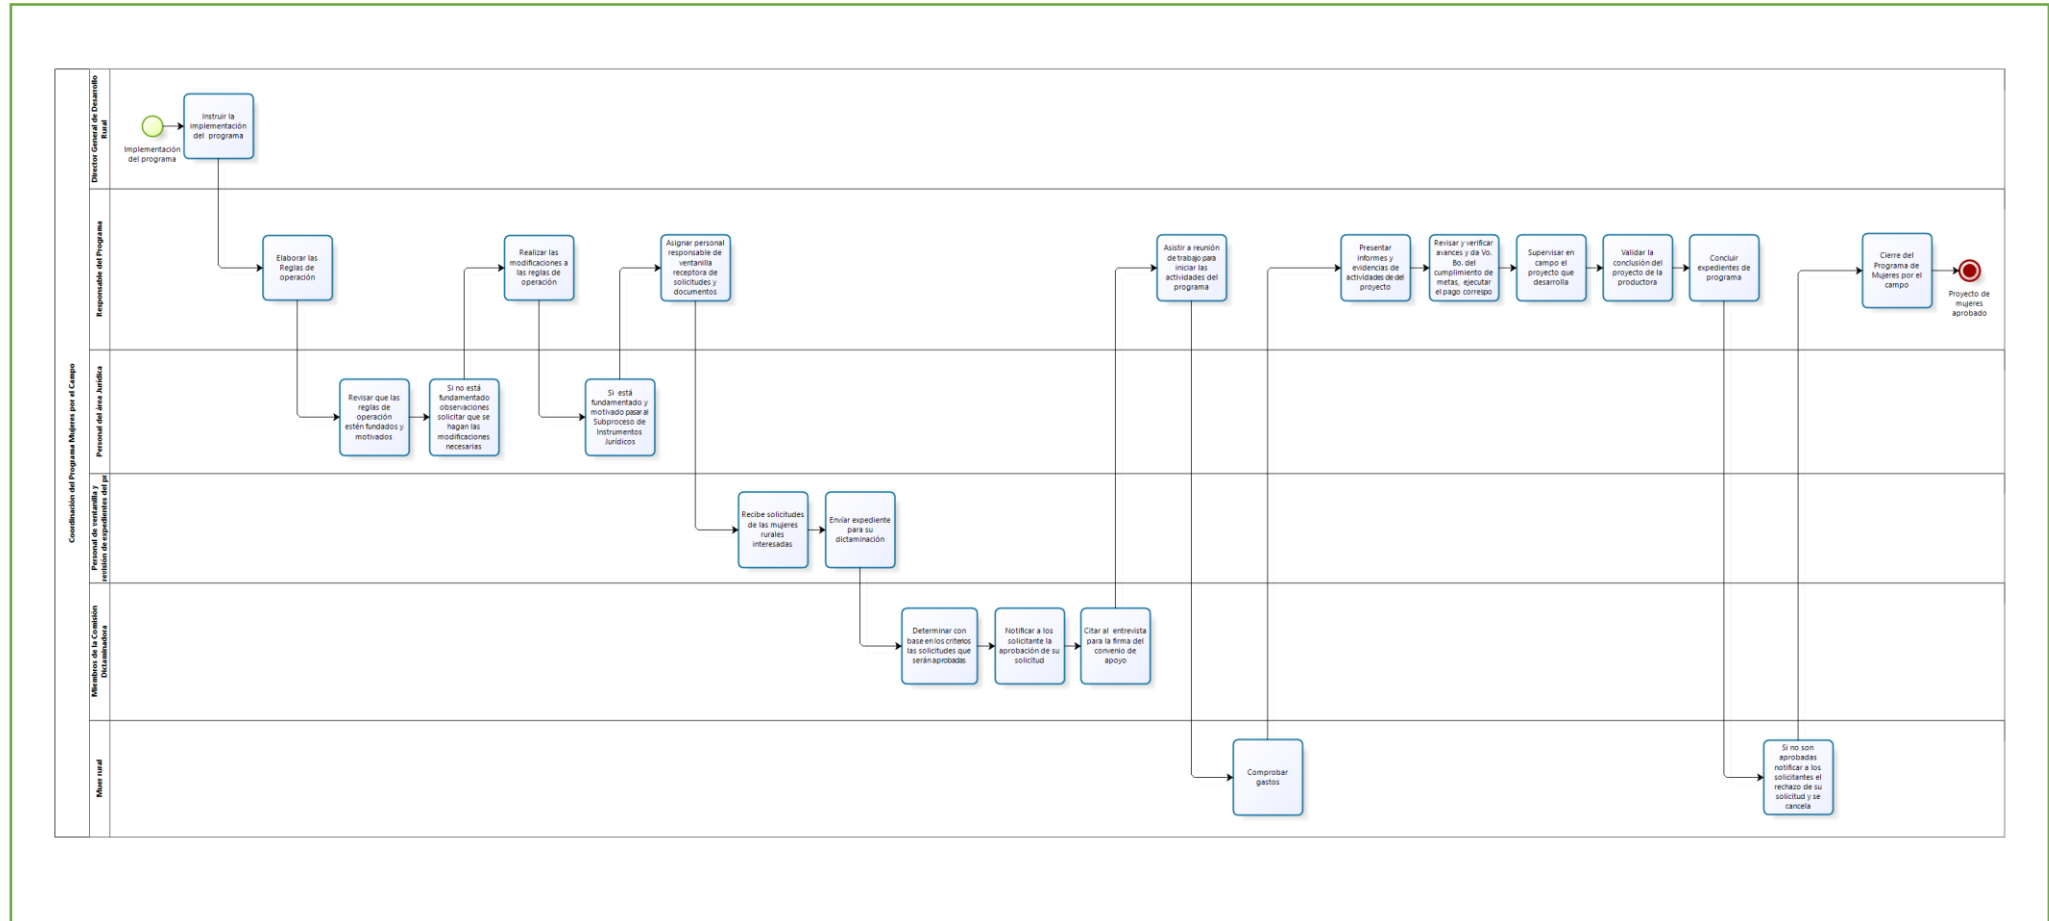 Coordinación del Programa Mujeres por el Campo
Director General de Desarrollo
Rural
Implementación
del programa
Instruir la
implementación
del programa
Responsable del Programa
Elaborar las
Reglas de
operación
Realizar las
modificaciones a
las reglas de
operación
Asignar personal
responsable de
ventanilla
receptora de
solicitudes y
documentos
Asistir a reunión
de trabajo para
iniciar las
actividades del
programa
Presentar
informes y
evidencias de
actividades de del
proyecto
Revisar y verificar
avances y da Vo.
Bo. del
cumplimiento de
metas, ejecutar
el pago correspo
Supervisar en
campo el
proyecto que
desarrolla
Validar la
conclusión del
proyecto de la
productora
Concluir
expedientes de
programa
Cierre del
Programa de
Mujeres por el
campo
Proyecto de
mujeres
aprobado
Personal del área Jurídica
Revisar que las
reglas de
operación
estén fundados y
motivados
Si no está
fundamentado
observaciones
solicitar que se
hagan las
modificaciones
necesarias
Si está
fundamentado y
motivado pasar al
Subproceso de
Instrumentos
Jurídicos
Personal de ventanilla y
revisión de expedientes del pr
Recibe solicitudes
de las mujeres
rurales
interesadas
Envíar expediente
para su
dictaminación
Miembros de la Comisión
Dictaminadora
Determinar con
base en los criterios
las solicitudes que
serán aprobadas
Notificar a los
solicitante la
aprobación de su
solicitud
Citar al entrevista
para la firma del
convenio de
apoyo
Muer rural
Comprobar
gastos
Si no son
aprobadas
notificar a los
solicitantes el
rechazo de su
solicitud y se
cancela